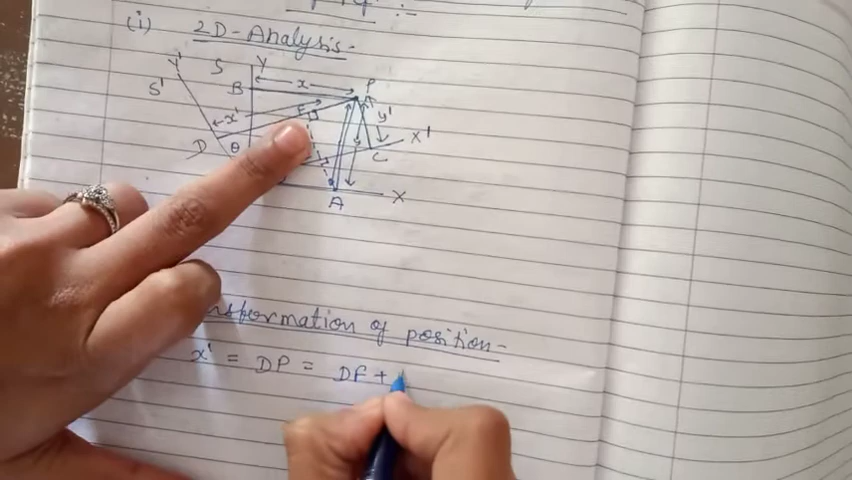 (i) 2D-Analysis-
Y' S Y
S' B x P
x' F y'
X'
D θ C
A X
nsformation of position-
x' = DP = DF +